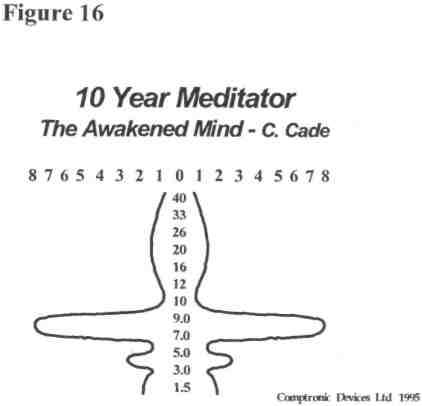 Figure 16
10 Year Meditator
The Awakened Mind - C. Cade
8 7 6 5 4 3 2 1 0 1 2 3 4 5 6 7 8
40
33
26
20
16
12
10
9.0
7.0
5.0
3.0
1.5
Comptronic Devices Ltd 1995